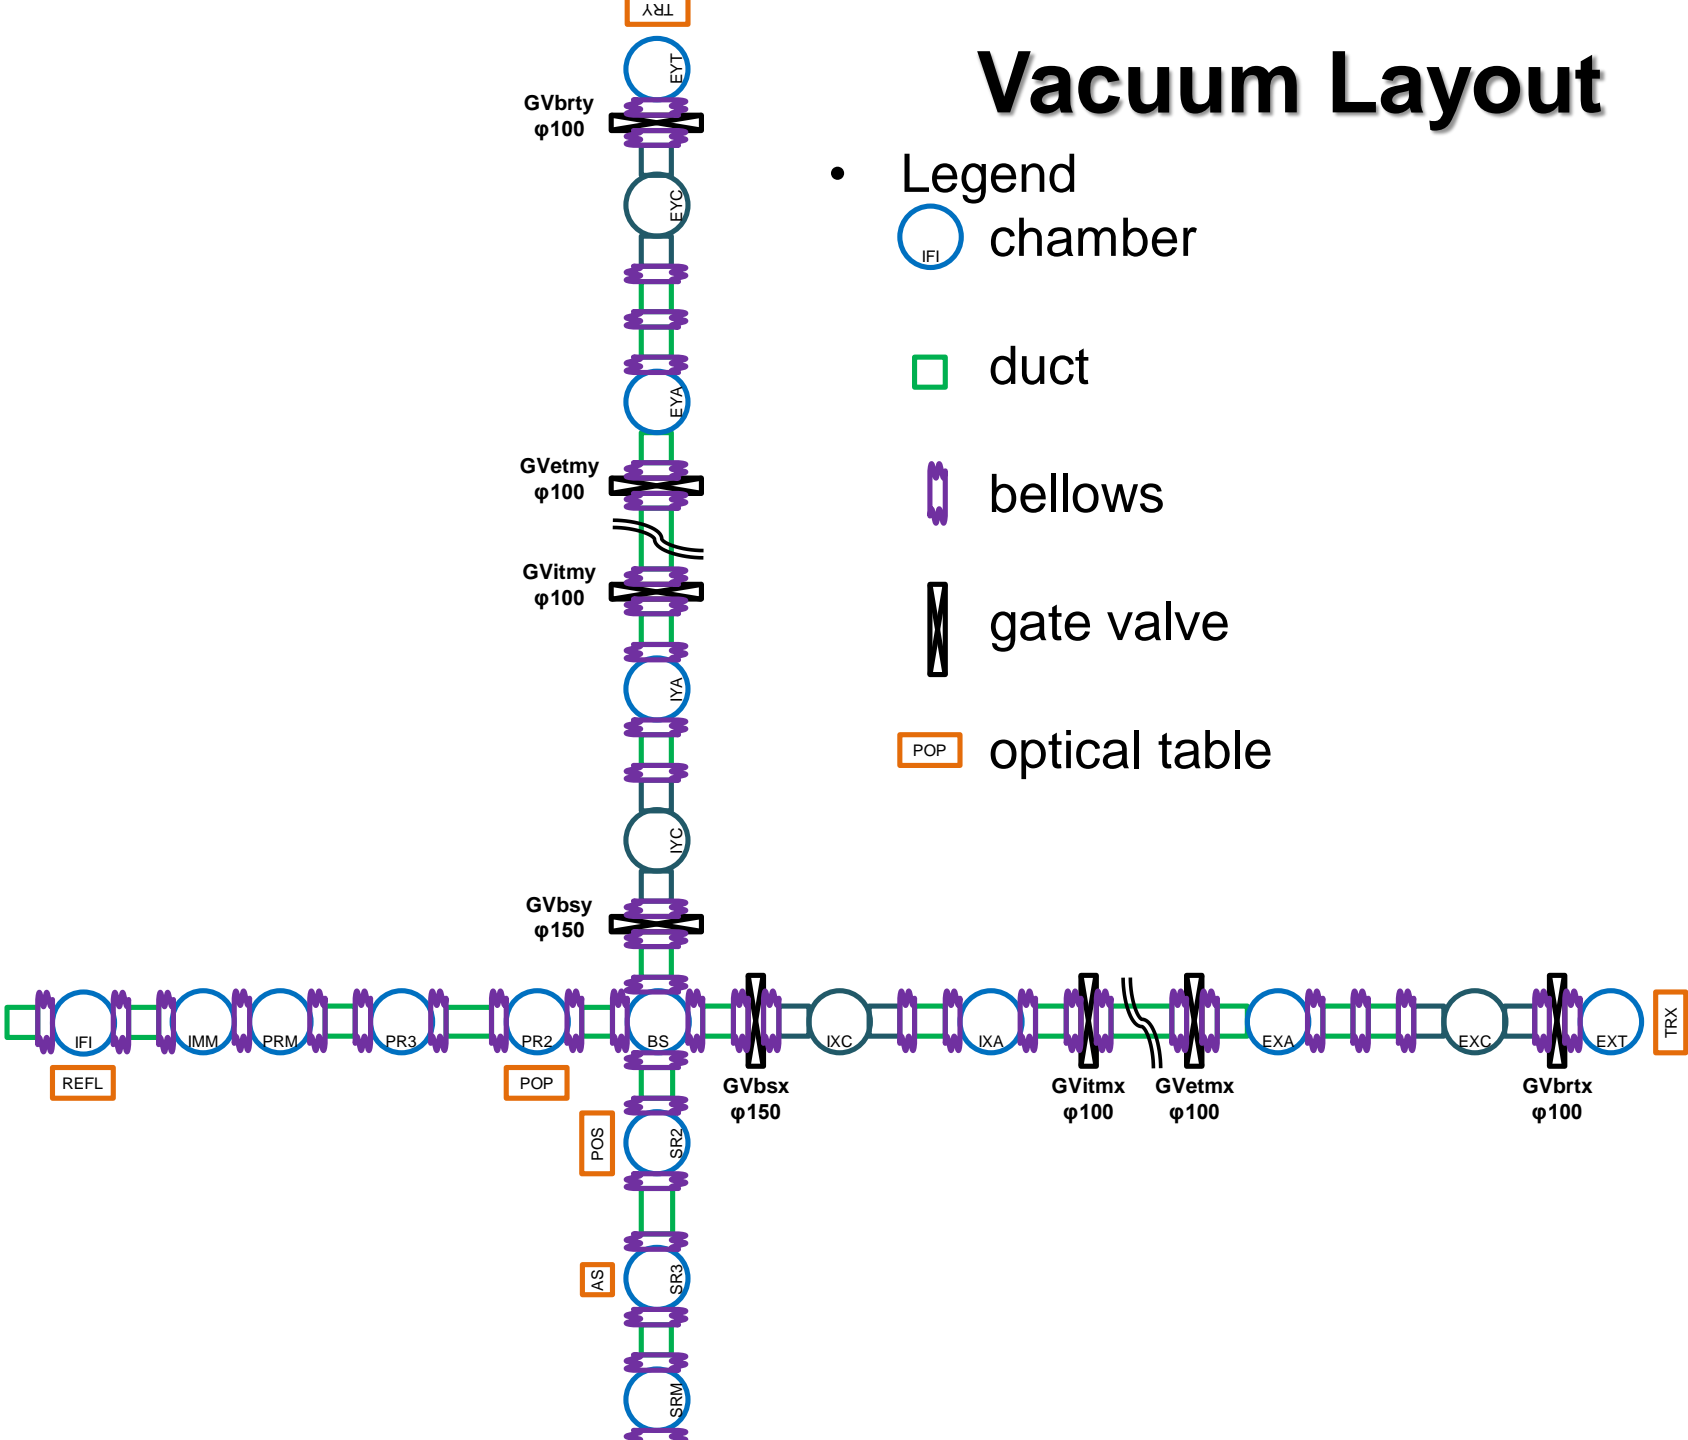 Vacuum Layout
• Legend
IFI
chamber
duct
bellows
gate valve
POP
optical table
TRY
EYT
GVbrty
φ100
EYC
EYA
GVetmy
φ100
GVitmy
φ100
IYA
IYC
GVbsy
φ150
IFI
IMM
PRM
PR3
PR2
BS
IXC
IXA
EXA
EXC
EXT
TRX
REFL
POP
GVbsx
φ150
GVitmx
φ100
GVetmx
φ100
GVbrtx
φ100
POS
SR2
AS
SR3
SRM